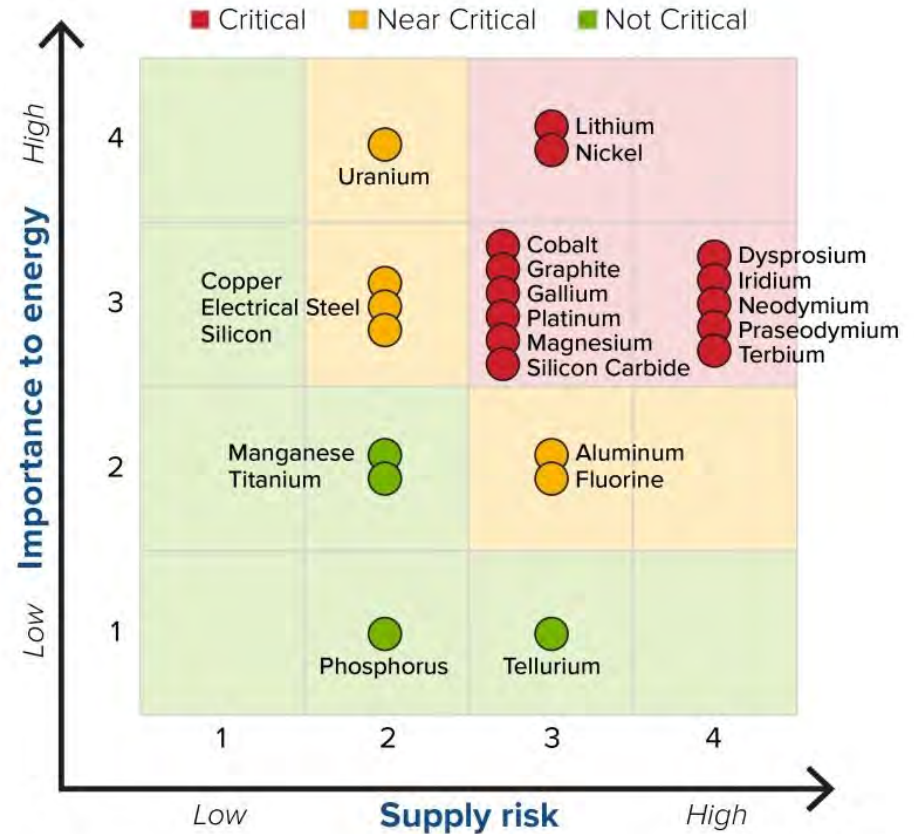 Critical Near Critical Not Critical
High
Importance to energy
Low
4
Uranium
Lithium
Nickel
3
Copper
Electrical Steel
Silicon
Cobalt
Graphite
Gallium
Platinum
Magnesium
Silicon Carbide
Dysprosium
Iridium
Neodymium
Praseodymium
Terbium
2
Manganese
Titanium
Aluminum
Fluorine
1
Phosphorus
Tellurium
1 2 3 4
Low Supply risk High